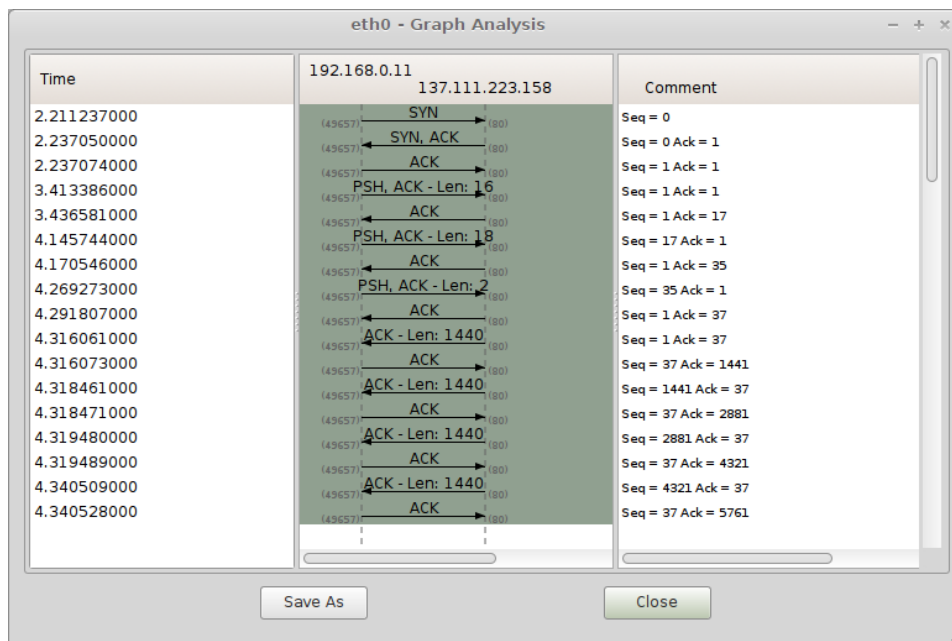 eth0 - Graph Analysis
Time
192.168.0.11
137.111.223.158
Comment
2.211237000 SYN (49657) (80) Seq = 0
2.237050000 SYN, ACK (49657) (80) Seq = 0 Ack = 1
2.237074000 ACK (49657) (80) Seq = 1 Ack = 1
3.413386000 PSH, ACK - Len: 16 (49657) (80) Seq = 1 Ack = 1
3.436581000 ACK (49657) (80) Seq = 1 Ack = 17
4.145744000 PSH, ACK - Len: 18 (49657) (80) Seq = 17 Ack = 1
4.170546000 ACK (49657) (80) Seq = 1 Ack = 35
4.269273000 PSH, ACK - Len: 2 (49657) (80) Seq = 35 Ack = 1
4.291807000 ACK (49657) (80) Seq = 1 Ack = 37
4.316061000 ACK - Len: 1440 (49657) (80) Seq = 1 Ack = 37
4.316073000 ACK (49657) (80) Seq = 37 Ack = 1441
4.318461000 ACK - Len: 1440 (49657) (80) Seq = 1441 Ack = 37
4.318471000 ACK (49657) (80) Seq = 37 Ack = 2881
4.319480000 ACK - Len: 1440 (49657) (80) Seq = 2881 Ack = 37
4.319489000 ACK (49657) (80) Seq = 37 Ack = 4321
4.340509000 ACK - Len: 1440 (49657) (80) Seq = 4321 Ack = 37
4.340528000 ACK (49657) (80) Seq = 37 Ack = 5761
Save As
Close